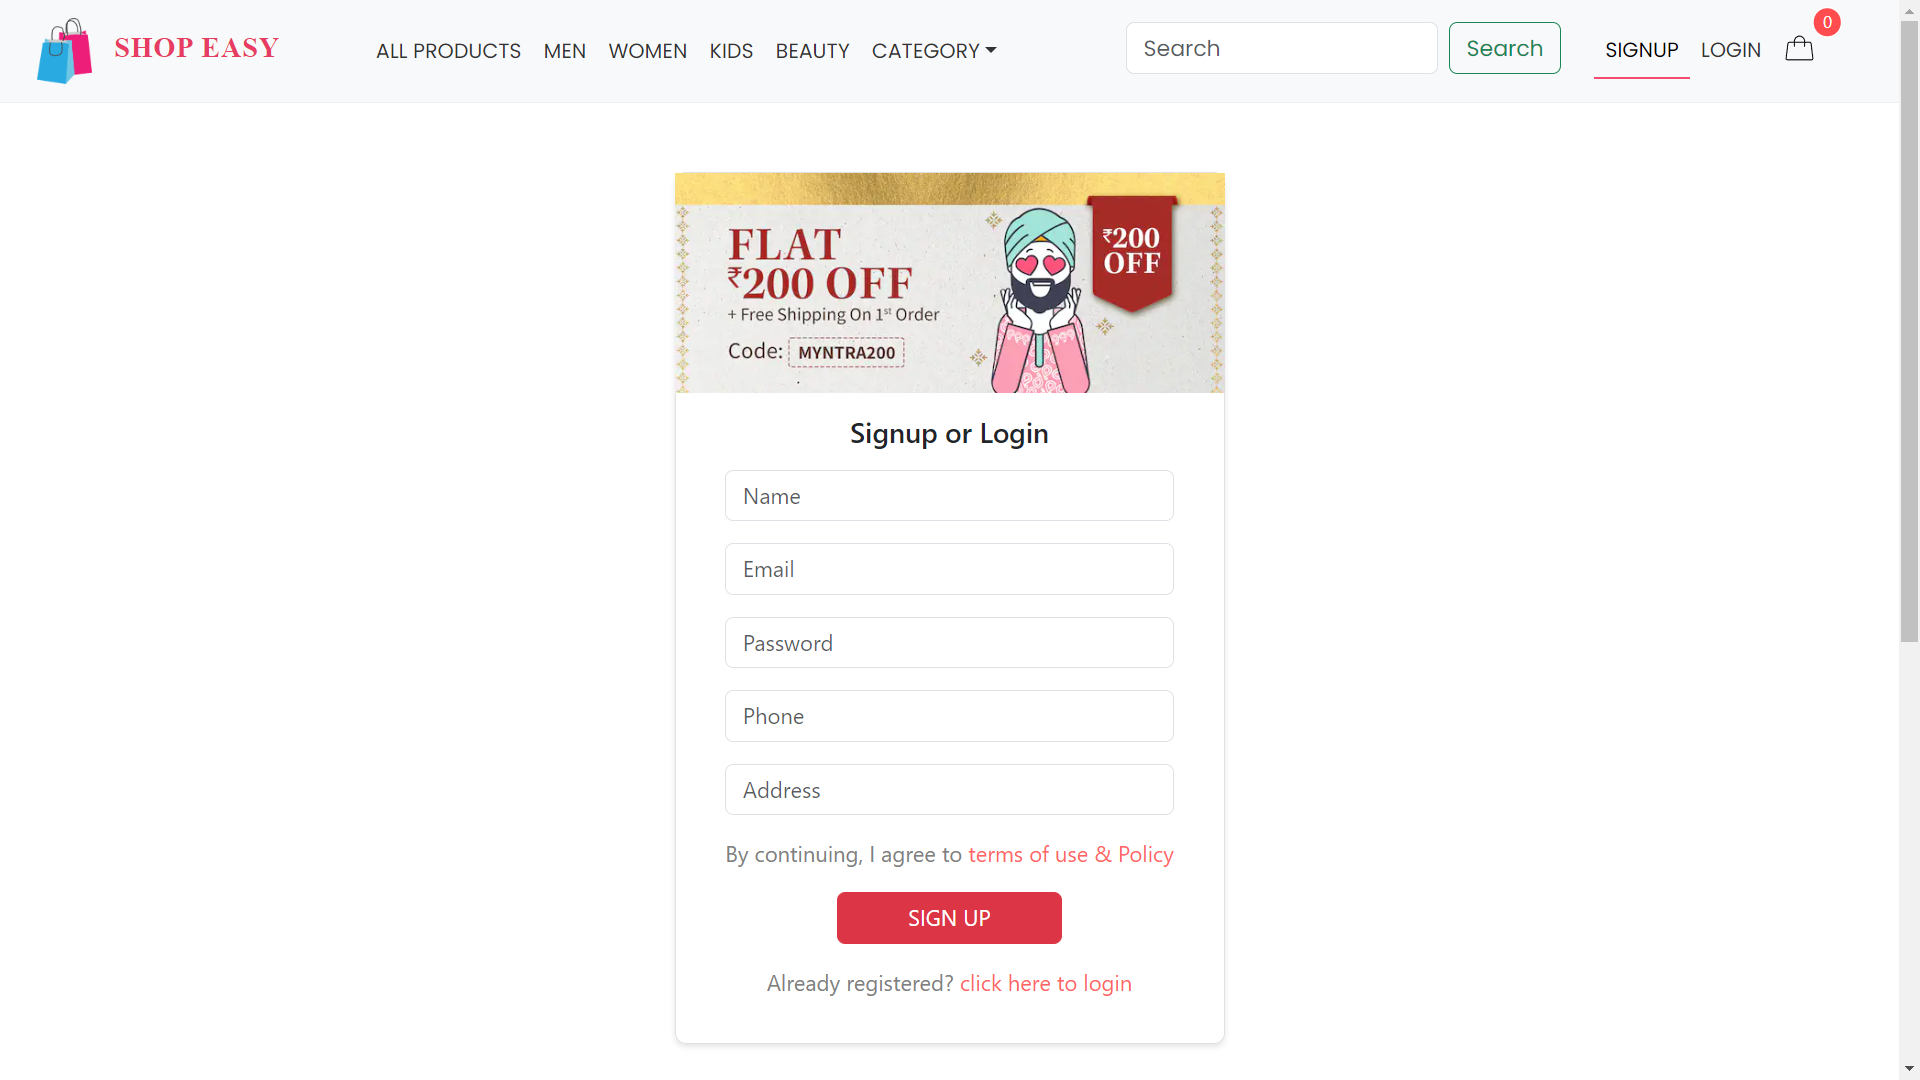 SHOP EASY
ALL PRODUCTS MEN WOMEN KIDS BEAUTY CATEGORY
Search Search SIGNUP LOGIN 0
FLAT
₹200 OFF
+ Free Shipping On 1st Order
Code: MYNTRA200
₹200
OFF
Signup or Login
Name
Email
Password
Phone
Address
By continuing, I agree to terms of use & Policy
SIGN UP
Already registered? click here to login